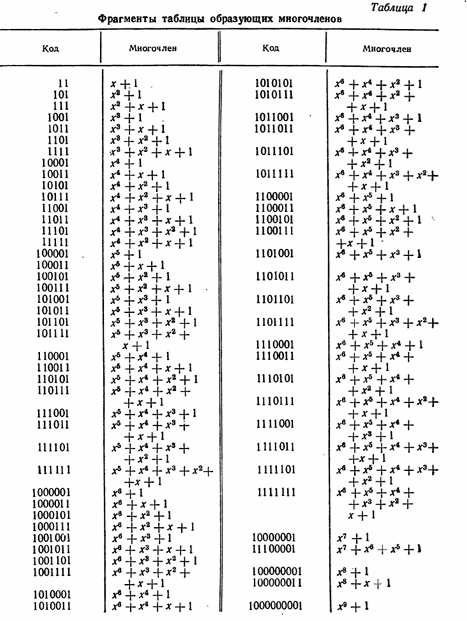 Таблица 1
Фрагменты таблицы образующих многочленов
Код Многочлен Код Многочлен
11 x + 1
101 x² + 1
111 x² + x + 1
1001 x³ + 1
1011 x³ + x + 1
1101 x³ + x² + 1
1111 x³ + x² + x + 1
10001 x⁴ + 1
10011 x⁴ + x + 1
10101 x⁴ + x² + 1
10111 x⁴ + x² + x + 1
11001 x⁴ + x³ + 1
11011 x⁴ + x³ + x + 1
11101 x⁴ + x³ + x² + 1
11111 x⁴ + x² + x + 1
100001 x⁵ + 1
100011 x⁵ + x + 1
100101 x⁵ + x² + 1
100111 x⁵ + x² + x + 1
101001 x⁵ + x³ + 1
101011 x⁵ + x³ + x + 1
101101 x⁵ + x³ + x² + 1
101111 x⁵ + x³ + x² +
x + 1
110001 x⁵ + x⁴ + 1
110011 x⁵ + x⁴ + x + 1
110101 x⁵ + x⁴ + x² + 1
110111 x⁵ + x⁴ + x² +
+ x + 1
111001 x⁵ + x⁴ + x³ + 1
111011 x⁵ + x⁴ + x³ +
+ x + 1
111101 x⁵ + x⁴ + x³ +
+ x² + 1
111111 x⁵ + x⁴ + x³ + x² +
+ x + 1
1000001 x⁶ + 1
1000011 x⁶ + x + 1
1000101 x⁶ + x² + 1
1000111 x⁶ + x² + x + 1
1001001 x⁶ + x³ + 1
1001011 x⁶ + x³ + x + 1
1001101 x⁶ + x³ + x² + 1
1001111 x⁶ + x³ + x² +
+ x + 1
1010001 x⁶ + x⁴ + 1
1010011 x⁶ + x⁴ + x + 1
1010101 x⁶ + x⁴ + x² + 1
1010111 x⁶ + x⁴ + x² +
+ x + 1
1011001 x⁶ + x⁴ + x³ + 1
1011011 x⁶ + x⁴ + x³ +
+ x + 1
1011101 x⁶ + x⁴ + x³ +
+ x² + 1
1011111 x⁶ + x⁴ + x³ + x² +
+ x + 1
1100001 x⁶ + x⁵ + 1
1100011 x⁶ + x⁵ + x + 1
1100101 x⁶ + x⁵ + x² + 1
1100111 x⁶ + x⁵ + x² +
+ x + 1
1101001 x⁶ + x⁵ + x³ + 1
1101011 x⁶ + x⁵ + x³ +
+ x + 1
1101101 x⁶ + x⁵ + x³ +
+ x² + 1
1101111 x⁶ + x⁵ + x³ + x² +
+ x + 1
1110001 x⁶ + x⁵ + x⁴ + 1
1110011 x⁶ + x⁵ + x⁴ +
+ x + 1
1110101 x⁶ + x⁵ + x⁴ +
+ x² + 1
1110111 x⁶ + x⁵ + x⁴ + x² +
+ x + 1
1111001 x⁶ + x⁵ + x⁴ +
+ x³ + 1
1111011 x⁶ + x⁵ + x⁴ + x³ +
+ x + 1
1111101 x⁶ + x⁵ + x⁴ + x³ +
+ x² + 1
1111111 x⁶ + x⁵ + x⁴ +
+ x³ + x² +
x + 1
10000001 x⁷ + 1
11100001 x⁷ + x⁶ + x⁵ + 1
100000001 x⁸ + 1
100000011 x⁸ + x + 1
1000000001 x⁹ + 1